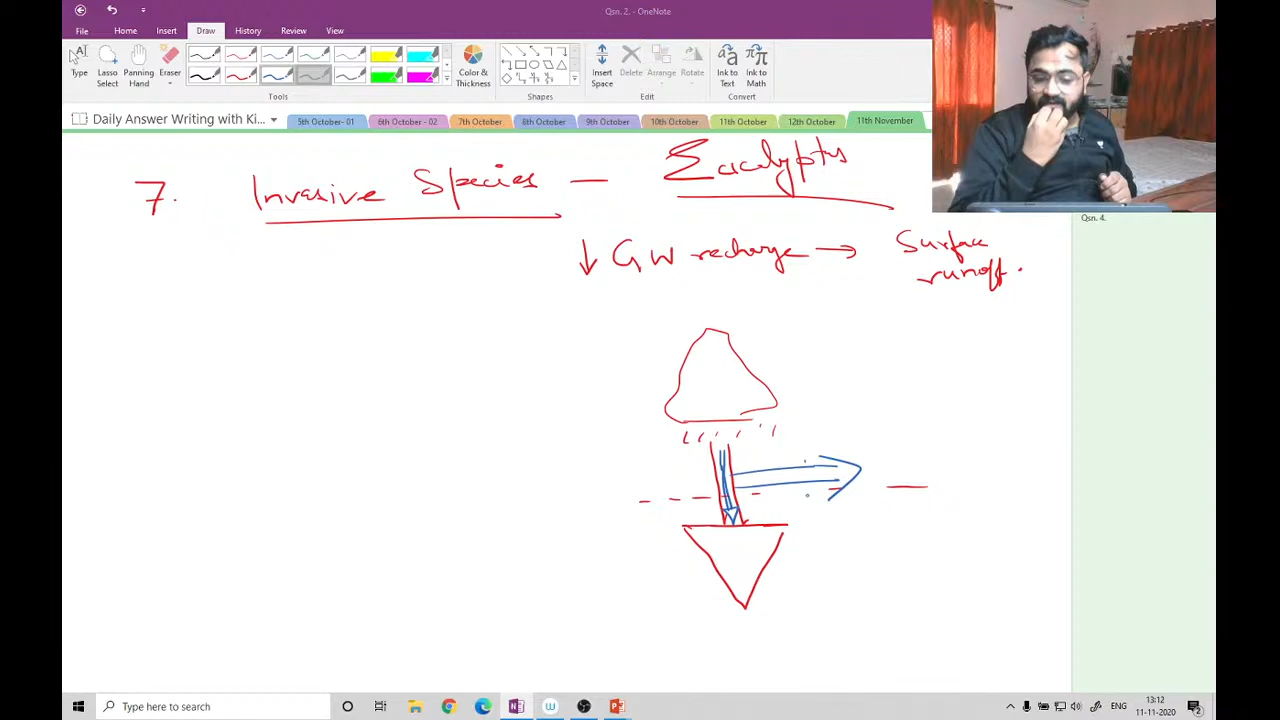 Qsn. 2. - OneNote
File Home Insert Draw History Review View
Type
Lasso Select
Panning Hand
Eraser
Color & Thickness
Insert Space
Delete
Arrange
Rotate
Ink to Text
Ink to Math
Tools
Shapes
Edit
Convert
Daily Answer Writing with Ki...
5th October- 01
6th October - 02
7th October
8th October
9th October
10th October
11th October
12th October
11th November
Qsn. 4.
7. Invasive Species — Eucalyptus
↓ GW recharge → Surface
runoff.
Type here to search
ENG
13:12
11-11-2020
2